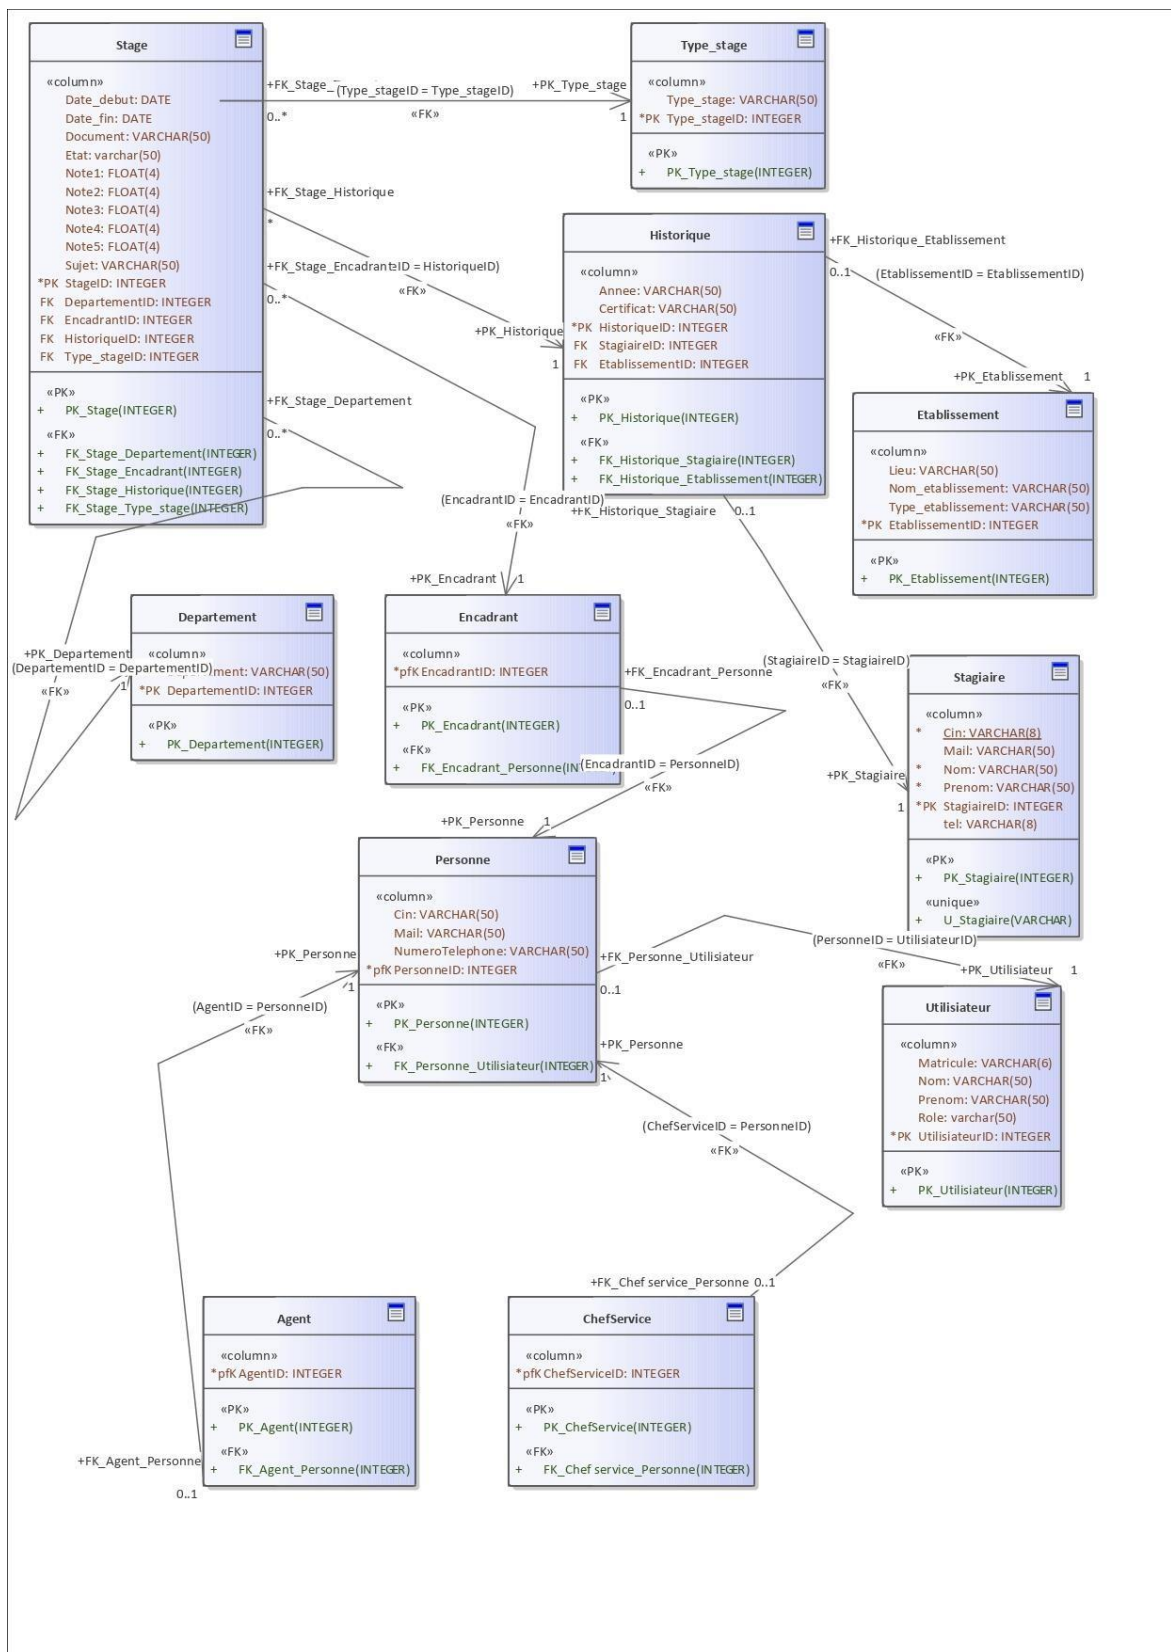 Stage
«column»
Date_debut: DATE
Date_fin: DATE
Document: VARCHAR(50)
Etat: varchar(50)
Note1: FLOAT(4)
Note2: FLOAT(4)
Note3: FLOAT(4)
Note4: FLOAT(4)
Note5: FLOAT(4)
Sujet: VARCHAR(50)
*PK StageID: INTEGER
FK DepartementID: INTEGER
FK EncadrantID: INTEGER
FK HistoriqueID: INTEGER
FK Type_stageID: INTEGER
«PK»
+ PK_Stage(INTEGER)
«FK»
+ FK_Stage_Departement(INTEGER)
+ FK_Stage_Encadrant(INTEGER)
+ FK_Stage_Historique(INTEGER)
+ FK_Stage_Type_stage(INTEGER)
+FK_Stage_
(Type_stageID = Type_stageID)
+PK_Type_stage
0..*
«FK»
1
Type_stage
«column»
Type_stage: VARCHAR(50)
*PK Type_stageID: INTEGER
«PK»
+ PK_Type_stage(INTEGER)
+FK_Stage_Historique
*
+FK_Stage_Encadrant
eID = HistoriqueID)
0..*
«FK»
+PK_Historique
1
Historique
«column»
Annee: VARCHAR(50)
Certificat: VARCHAR(50)
*PK HistoriqueID: INTEGER
FK StagiaireID: INTEGER
FK EtablissementID: INTEGER
«PK»
+ PK_Historique(INTEGER)
«FK»
+ FK_Historique_Stagiaire(INTEGER)
+ FK_Historique_Etablissement(INTEGER)
+FK_Historique_Etablissement
0..1
(EtablissementID = EtablissementID)
«FK»
+PK_Etablissement
1
Etablissement
«column»
Lieu: VARCHAR(50)
Nom_etablissement: VARCHAR(50)
Type_etablissement: VARCHAR(50)
*PK EtablissementID: INTEGER
«PK»
+ PK_Etablissement(INTEGER)
+FK_Stage_Departement
0..*
(EncadrantID = EncadrantID)
«FK»
+PK_Encadrant
1
+FK_Historique_Stagiaire
0..1
+PK_Departement
(DepartementID = DepartementID)
«FK»
1
Departement
«column»
ment: VARCHAR(50)
*PK DepartementID: INTEGER
«PK»
+ PK_Departement(INTEGER)
Encadrant
«column»
*pfK EncadrantID: INTEGER
«PK»
+ PK_Encadrant(INTEGER)
«FK»
+ FK_Encadrant_Personne(IN
+FK_Encadrant_Personne
0..1
(EncadrantID = PersonneID)
«FK»
+PK_Personne
1
(StagiaireID = StagiaireID)
«FK»
+PK_Stagiaire
1
Stagiaire
«column»
* Cin: VARCHAR(8)
Mail: VARCHAR(50)
* Nom: VARCHAR(50)
* Prenom: VARCHAR(50)
*PK StagiaireID: INTEGER
tel: VARCHAR(8)
«PK»
+ PK_Stagiaire(INTEGER)
«unique»
+ U_Stagiaire(VARCHAR)
Personne
«column»
Cin: VARCHAR(50)
Mail: VARCHAR(50)
NumeroTelephone: VARCHAR(50)
*pfK PersonneID: INTEGER
«PK»
+ PK_Personne(INTEGER)
«FK»
+ FK_Personne_Utilisiateur(INTEGER)
+PK_Personne
1
(AgentID = PersonneID)
«FK»
+FK_Personne_Utilisiateur
0..1
(PersonneID = UtilisiateurID)
«FK»
+PK_Utilisiateur
1
Utilisiateur
«column»
Matricule: VARCHAR(6)
Nom: VARCHAR(50)
Prenom: VARCHAR(50)
Role: varchar(50)
*PK UtilisiateurID: INTEGER
«PK»
+ PK_Utilisiateur(INTEGER)
+PK_Personne
1
(ChefServiceID = PersonneID)
«FK»
+FK_Chef service_Personne 0..1
Agent
«column»
*pfK AgentID: INTEGER
«PK»
+ PK_Agent(INTEGER)
«FK»
+ FK_Agent_Personne(INTEGER)
+FK_Agent_Personne
0..1
ChefService
«column»
*pfK ChefServiceID: INTEGER
«PK»
+ PK_ChefService(INTEGER)
«FK»
+ FK_Chef service_Personne(INTEGER)